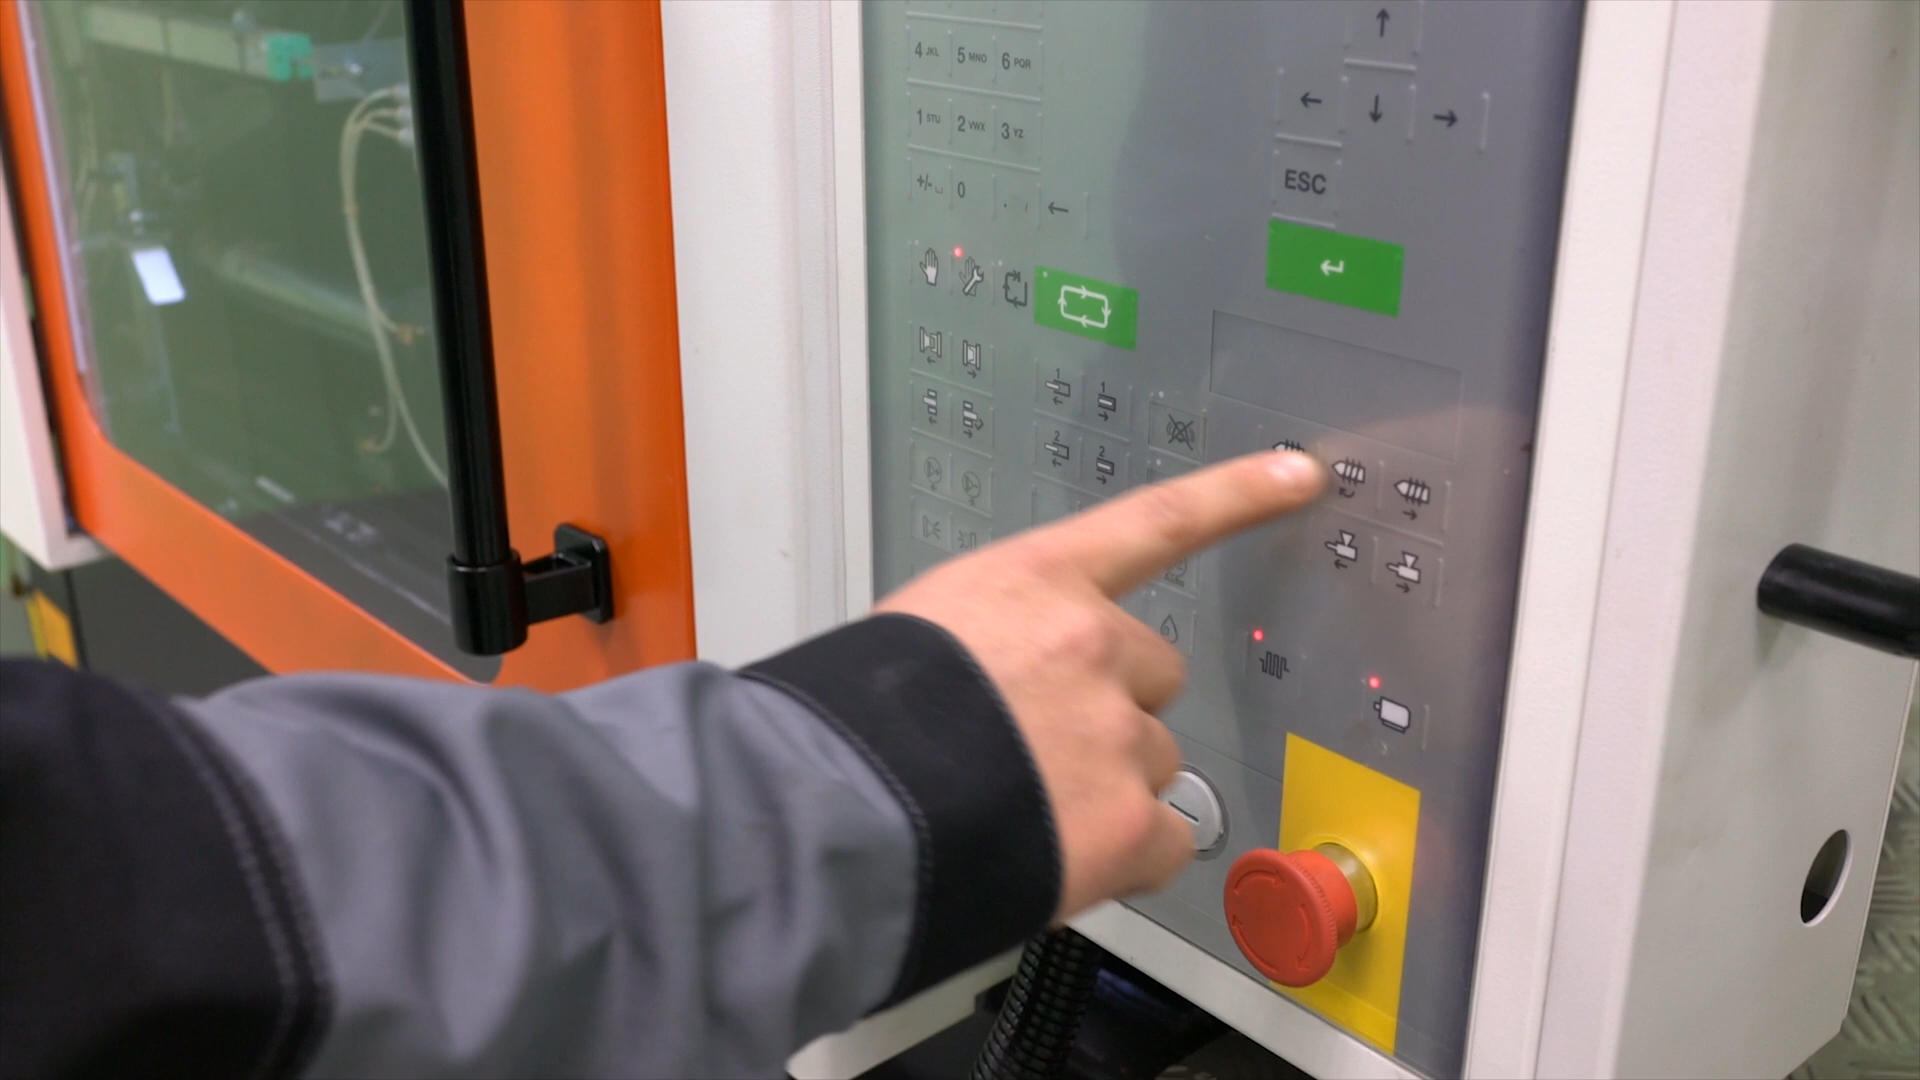 4 JKL 5 MNO 6 PQR
1 STU 2 VWX 3 YZ
+/- 0 .
ESC
1 1
2 2